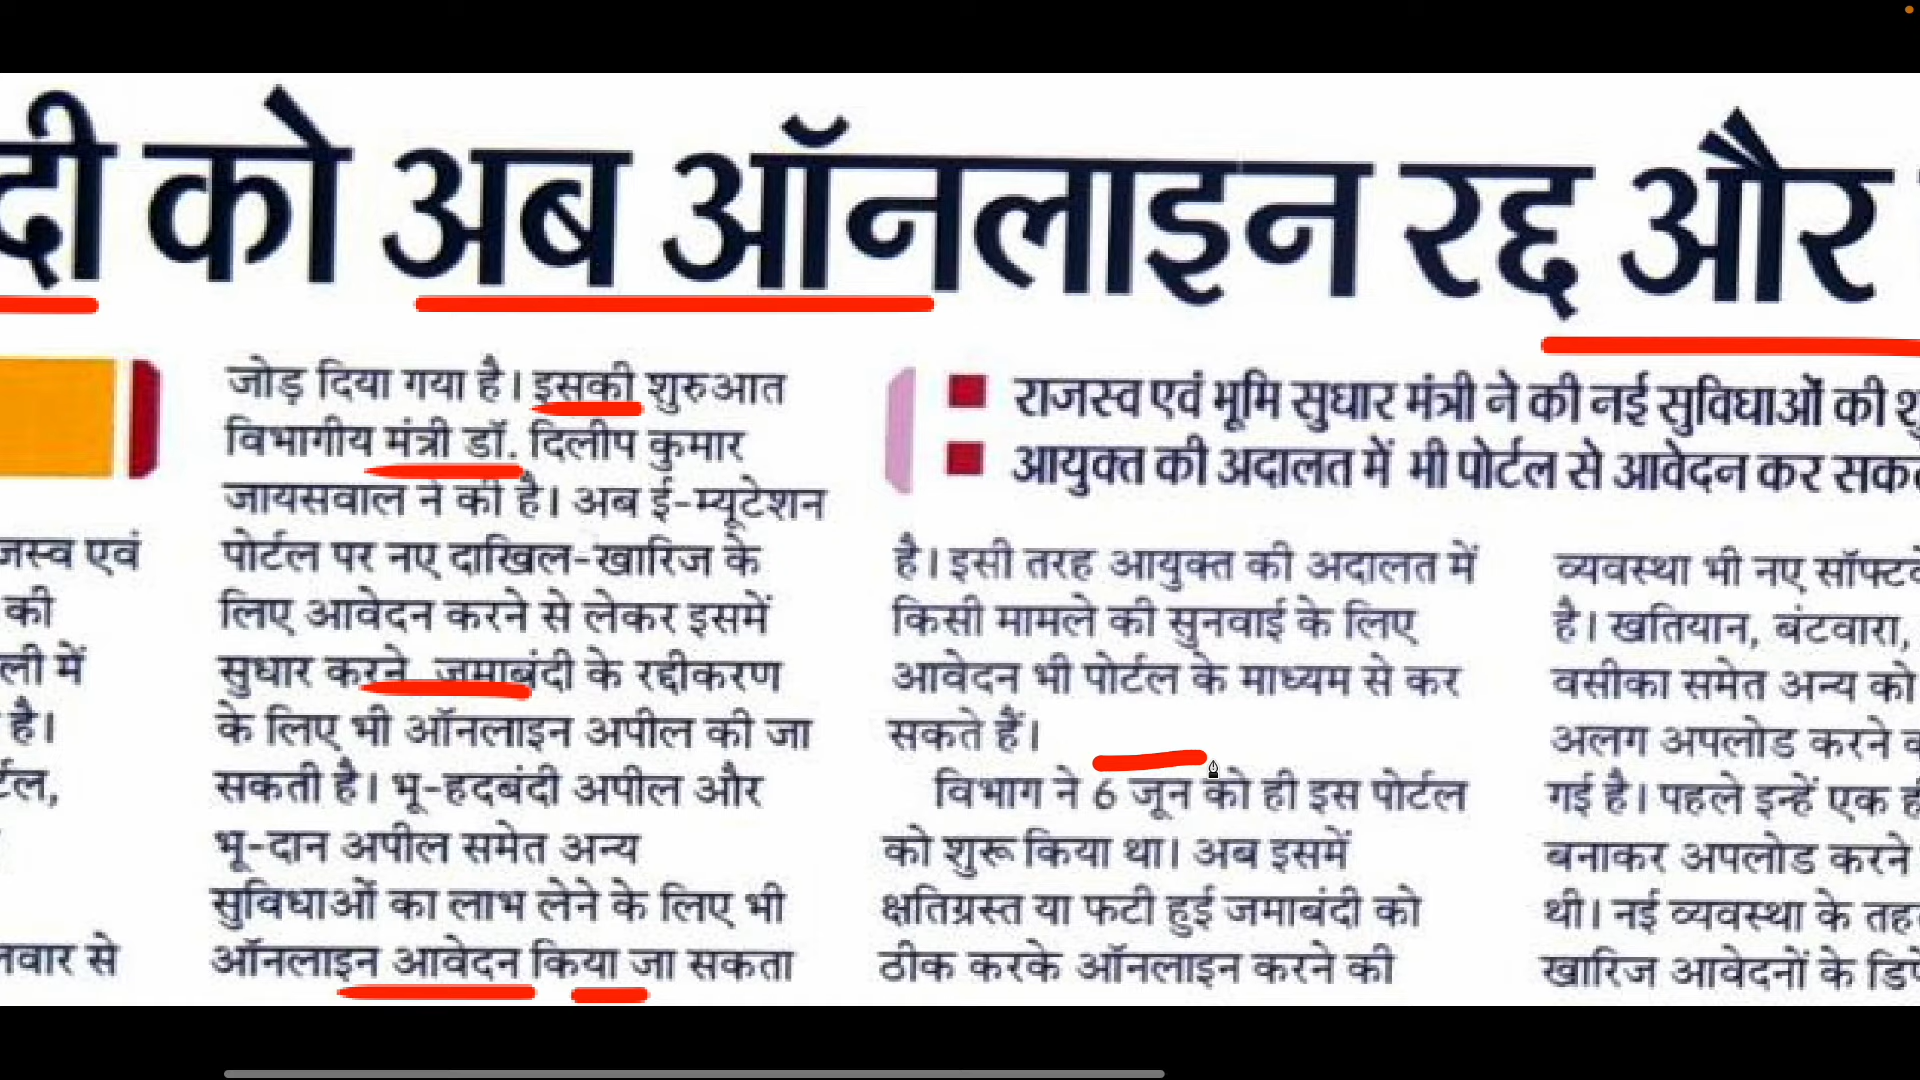 दी को अब ऑनलाइन रद्द और
जोड़ दिया गया है। इसकी शुरुआत
विभागीय मंत्री डॉ. दिलीप कुमार
जायसवाल ने की है। अब ई-म्यूटेशन
पोर्टल पर नए दाखिल-खारिज के
लिए आवेदन करने से लेकर इसमें
सुधार करने, जमाबंदी के रद्दीकरण
के लिए भी ऑनलाइन अपील की जा
सकती है। भू-हदबंदी अपील और
भू-दान अपील समेत अन्य
सुविधाओं का लाभ लेने के लिए भी
ऑनलाइन आवेदन किया जा सकता
राजस्व एवं भूमि सुधार मंत्री ने की नई सुविधाओं की
आयुक्त की अदालत में भी पोर्टल से आवेदन कर
है। इसी तरह आयुक्त की अदालत में
किसी मामले की सुनवाई के लिए
आवेदन भी पोर्टल के माध्यम से कर
सकते हैं।
विभाग ने 6 जून को ही इस पोर्टल
को शुरू किया था। अब इसमें
क्षतिग्रस्त या फटी हुई जमाबंदी को
ठीक करके ऑनलाइन करने की
व्यवस्था भी नए
है। खतियान, बंटवारा,
वसीका समेत अन्य को
अलग अपलोड करने
गई है। पहले इन्हें एक
बनाकर अपलोड करने
थी। नई व्यवस्था के
खारिज आवेदनों के
एवं
की
में
है।
से